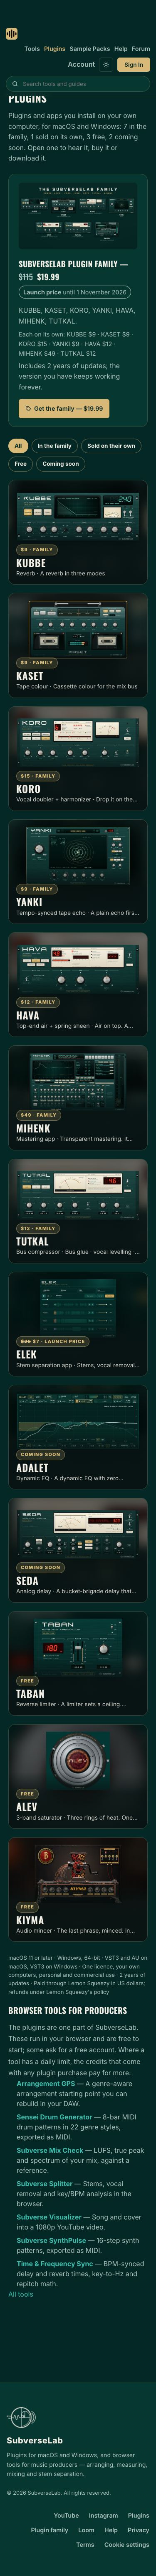 Tools Plugins Sample Packs Help Forum
Account Sign In
Search tools and guides
PLUGINS
Plugins and apps you install on your own
computer, for macOS and Windows: 7 in the
family, 1 sold on its own, 3 free, 2 coming
soon. Open one to hear it, buy it or
download it.
THE SUBVERSELAB PLUGIN FAMILY
SUBVERSELAB PLUGIN FAMILY —
$115 $19.99
Launch price until 1 November 2026
KUBBE, KASET, KORO, YANKI, HAVA,
MIHENK, TUTKAL.
Each on its own: KUBBE $9 · KASET $9 ·
KORO $15 · YANKI $9 · HAVA $12 ·
MIHENK $49 · TUTKAL $12
Includes 2 years of updates; the
version you have keeps working
forever.
Get the family — $19.99
All In the family Sold on their own
Free Coming soon
KUBBE
240
$9 · FAMILY
KUBBE
Reverb · A reverb in three modes
KASET
$9 · FAMILY
KASET
Tape colour · Cassette colour for the mix bus
KORO
$15 · FAMILY
KORO
Vocal doubler + harmonizer · Drop it on the...
YANKI
$9 · FAMILY
YANKI
Tempo-synced tape echo · A plain echo firs...
HAVA
$12 · FAMILY
HAVA
Top-end air + spring sheen · Air on top. A...
$49 · FAMILY
MIHENK
Mastering app · Transparent mastering. It...
TUTKAL
$12 · FAMILY
TUTKAL
Bus compressor · Bus glue · vocal levelling ·...
ELEK
$7 · LAUNCH PRICE
ELEK
Stem separation app · Stems, vocal removal...
COMING SOON
ADALET
Dynamic EQ · A dynamic EQ with zero...
SEDA
COMING SOON
SEDA
Analog delay · A bucket-brigade delay that...
TABAN
FREE
TABAN
Reverse limiter · A limiter sets a ceiling....
ALEV
FREE
ALEV
3-band saturator · Three rings of heat. One...
KIYMA
FREE
KIYMA
Audio mincer · The last phrase, minced. In...
macOS 11 or later · Windows, 64-bit · VST3 and AU on
macOS, VST3 on Windows · One licence, your own
computers, personal and commercial use · 2 years of
updates · Paid through Lemon Squeezy in US dollars;
refunds under Lemon Squeezy's policy
BROWSER TOOLS FOR PRODUCERS
The plugins are one part of SubverseLab.
These run in your browser and are free to
start; some ask for a free account. Where a
tool has a daily limit, the credits that come
with any plugin purchase pay for more.
Arrangement GPS — A genre-aware
arrangement starting point you can
rebuild in your DAW.
Sensei Drum Generator — 8-bar MIDI
drum patterns in 22 genre styles,
exported as MIDI.
Subverse Mix Check — LUFS, true peak
and spectrum of your mix, against a
reference.
Subverse Splitter — Stems, vocal
removal and key/BPM analysis in the
browser.
Subverse Visualizer — Song and cover
into a 1080p YouTube video.
Subverse SynthPulse — 16-step synth
patterns, exported as MIDI.
Time & Frequency Sync — BPM-synced
delay and reverb times, key-to-Hz and
repitch math.
All tools
SubverseLab
Plugins for macOS and Windows, and browser
tools for music producers — arranging, measuring,
mixing and stem separation.
© 2026 SubverseLab. All rights reserved.
YouTube Instagram Plugins
Plugin family Loom Help Privacy
Terms Cookie settings